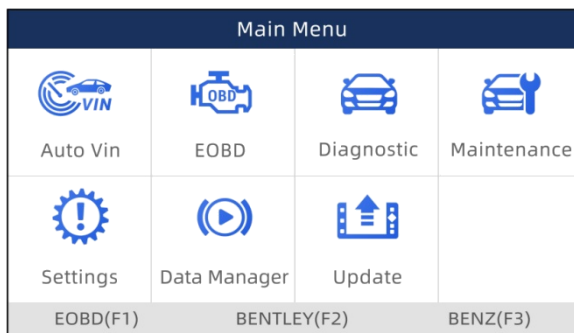 Main Menu
VIN
OBD
Auto Vin EOBD Diagnostic Maintenance
Settings Data Manager Update
EOBD(F1) BENTLEY(F2) BENZ(F3)